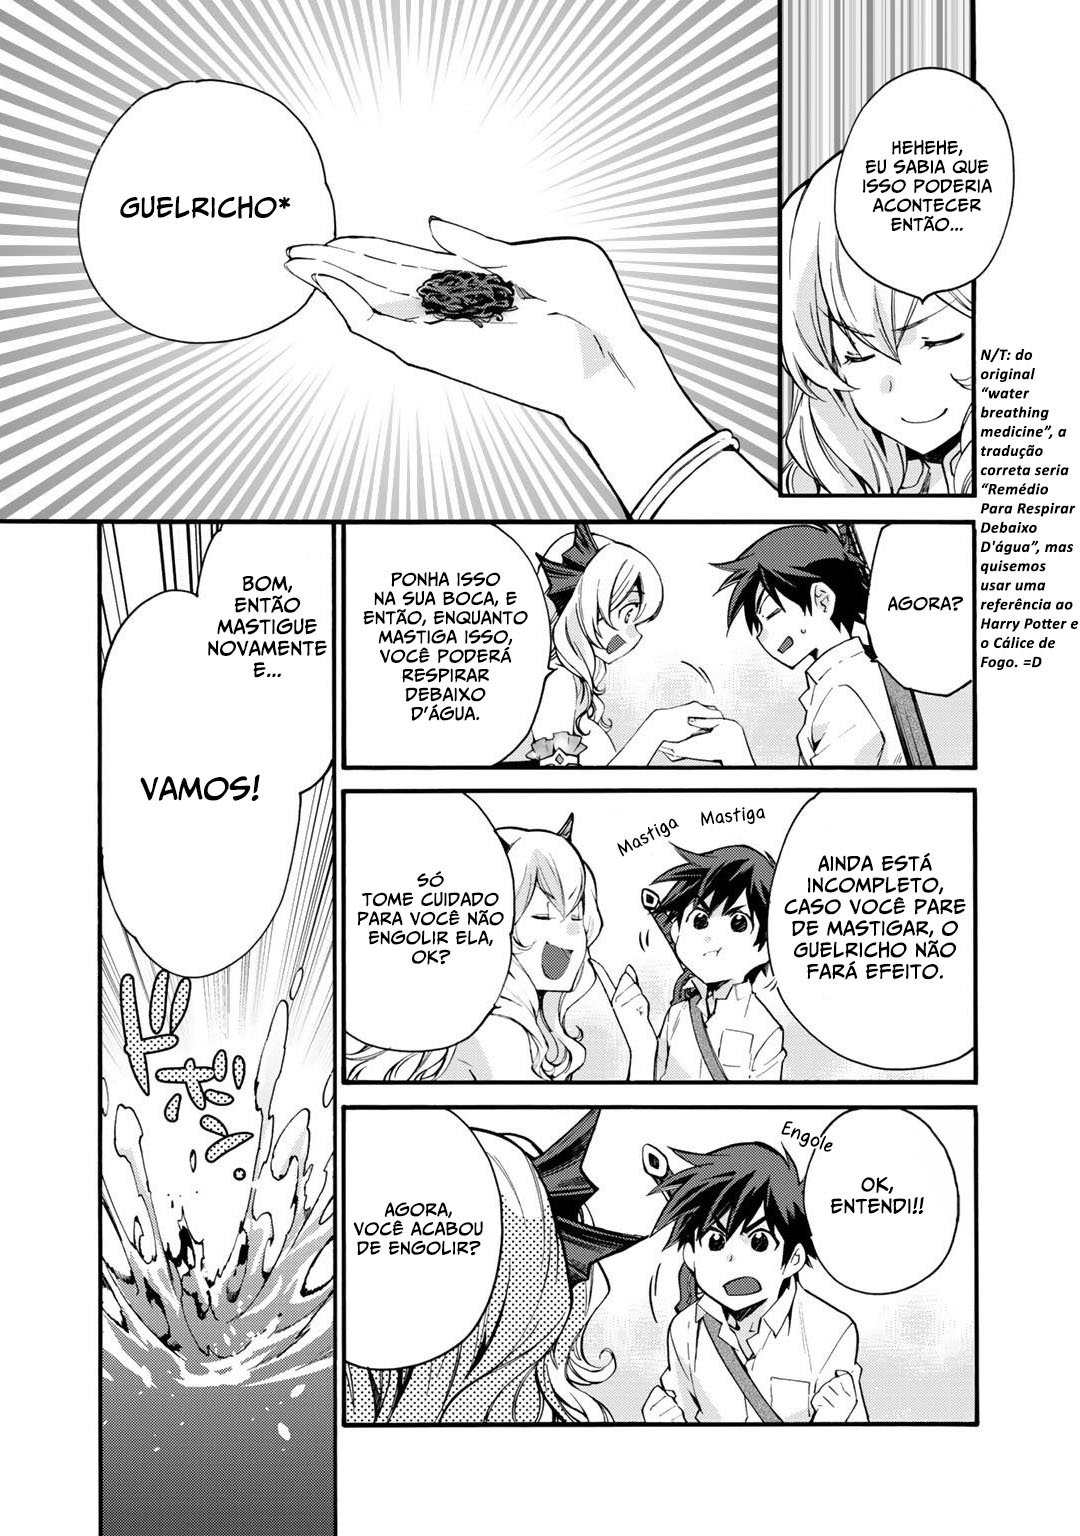 HEHEHE,
EU SABIA QUE
ISSO PODERIA
ACONTECER
ENTÃO...
GUELRICHO*
N/T: do
original
“water
breathing
medicine”, a
tradução
correta seria
“Remédio
Para Respirar
Debaixo
D'água”, mas
quisemos
usar uma
referência ao
Harry Potter e
o Cálice de
Fogo. =D
AGORA?
PONHA ISSO
NA SUA BOCA, E
ENTÃO, ENQUANTO
MASTIGA ISSO,
VOCÊ PODERÁ
RESPIRAR
DEBAIXO
D'ÁGUA.
AINDA ESTÁ
INCOMPLETO,
CASO VOCÊ PARE
DE MASTIGAR, O
GUELRICHO NÃO
FARÁ EFEITO.
Mastiga
Mastiga
SÓ
TOME CUIDADO
PARA VOCÊ NÃO
ENGOLIR ELA,
OK?
Engole
OK,
ENTENDI!!
AGORA,
VOCÊ ACABOU
DE ENGOLIR?
BOM,
ENTÃO
MASTIGUE
NOVAMENTE
E...
VAMOS!
ドボボン